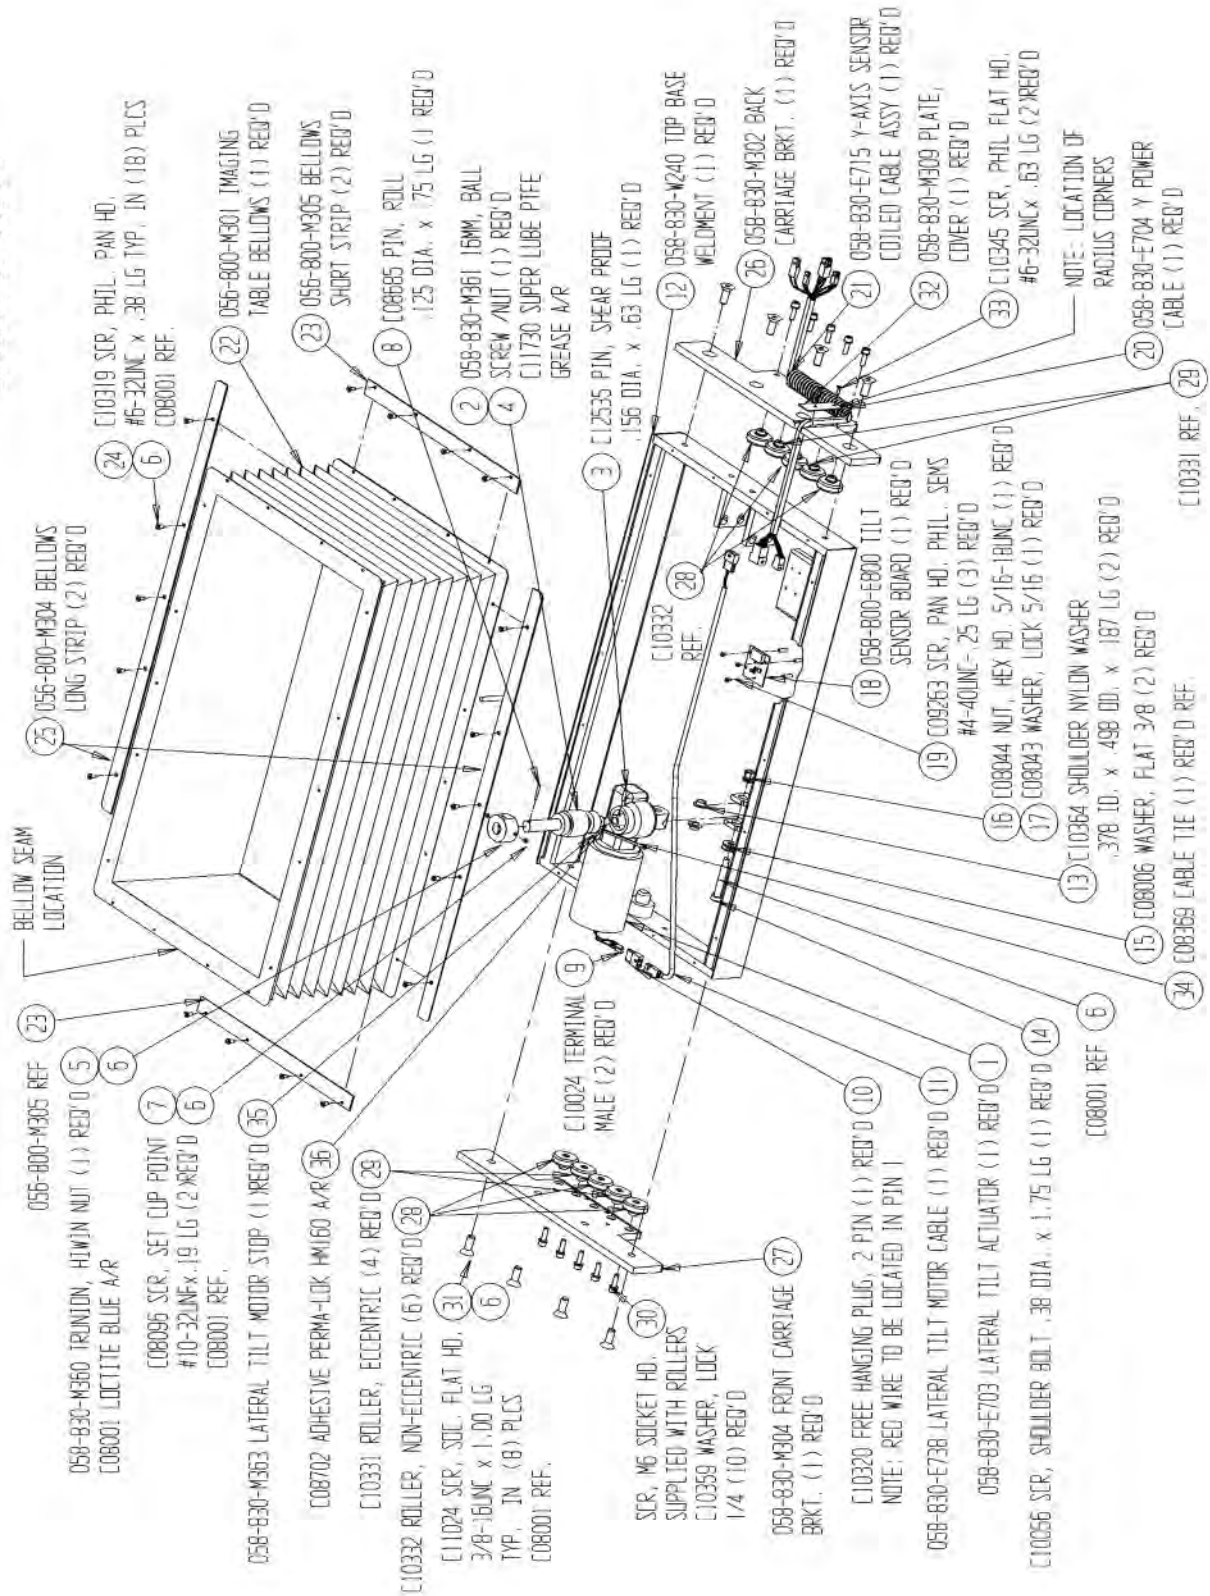 BELLOW SEAM
LOCATION
056-800-M305 REF
23
058-830-M360 TRUNION, HIWIN NUT (1) REQ'D
5
C08001 LOCTITE BLUE A/R
6
C08096 SCR, SET CUP POINT
7
#10-32UNFx.19 LG (2)REQ'D
6
C08001 REF.
058-830-M363 LATERAL TILT MOTOR STOP (1)REQ'D
35
C08702 ADHESIVE PERMA-LOK HM160 A/R
36
C10331 ROLLER, ECCENTRIC (4) REQ'D
29
C10332 ROLLER, NON-ECENTRIC (6) REQ'D
28
C11024 SCR, SOC. FLAT HD.
31
3/8-16UNC x 1.00 LG
6
TYP. IN (8) PLCS
C08001 REF.
SCR, M6 SOCKET HD.
30
SUPPLIED WITH ROLLERS
C10359 WASHER, LOCK
1/4 (10) REQ'D
058-830-M304 FRONT CARRIAGE
27
BRKT. (1) REQ'D
C10024 TERMINAL
9
MALE (2) REQ'D
C10320 FREE HANGING PLUG, 2 PIN (1) REQ'D
10
NOTE: RED WIRE TO BE LOCATED IN PIN 1
058-830-E738 LATERAL TILT MOTOR CABLE (1) REQ'D
11
058-830-E703 LATERAL TILT ACTUATOR (1) REQ'D
1
C10056 SCR, SHOULDER BOLT .38 DIA. x 1.75 LG (1) REQ'D
14
C08001 REF
6
25
056-800-M304 BELLOWS
LONG STRIP (2) REQ'D
24
C10319 SCR, PHIL. PAN HD,
6
#6-32UNC x .38 LG TYP. IN (18) PLCS
C08001 REF.
22
056-800-M301 IMAGING
TABLE BELLOWS (1) REQ'D
23
056-800-M305 BELLOWS
SHORT STRIP (2) REQ'D
8
C08685 PIN, ROLL
.125 DIA. x .75 LG (1) REQ'D
2
058-830-M361 16MM, BALL
SCREW /NUT (1) REQ'D
4
C11730 SUPER LUBE PTFE
GREASE A/R
3
C12535 PIN, SHEAR PROOF
.156 DIA. x .63 LG (1) REQ'D
12
058-830-W240 TOP BASE
WELDMENT (1) REQ'D
26
058-830-M302 BACK
CARRIAGE BRKT. (1) REQ'D
21
058-830-E715 Y-AXIS SENSOR
COILED CABLE ASSY (1) REQ'D
32
058-830-M309 PLATE,
COVER (1) REQ'D
33
C10345 SCR, PHIL FLAT HD.
#6-32UNCx .63 LG (2)REQ'D
NOTE: LOCATION OF
RADIUS CORNERS
20
058-830-E704 Y POWER
CABLE (1) REQ'D
C10331 REF.
29
C10332
REF.
28
18
058-800-E800 TILT
SENSOR BOARD (1) REQ'D
19
C09263 SCR, PAN HD. PHIL. SEMS
#4-40UNC-.25 LG (3) REQ'D
16
C08044 NUT, HEX HD. 5/16-18UNC (1) REQ'D
17
C08043 WASHER, LOCK 5/16 (1) REQ'D
13
C10364 SHOULDER NYLON WASHER
.378 ID. x .498 OD. x .187 LG (2) REQ'D
15
C08006 WASHER, FLAT 3/8 (2) REQ'D
34
C08369 CABLE TIE (1) REQ'D REF.